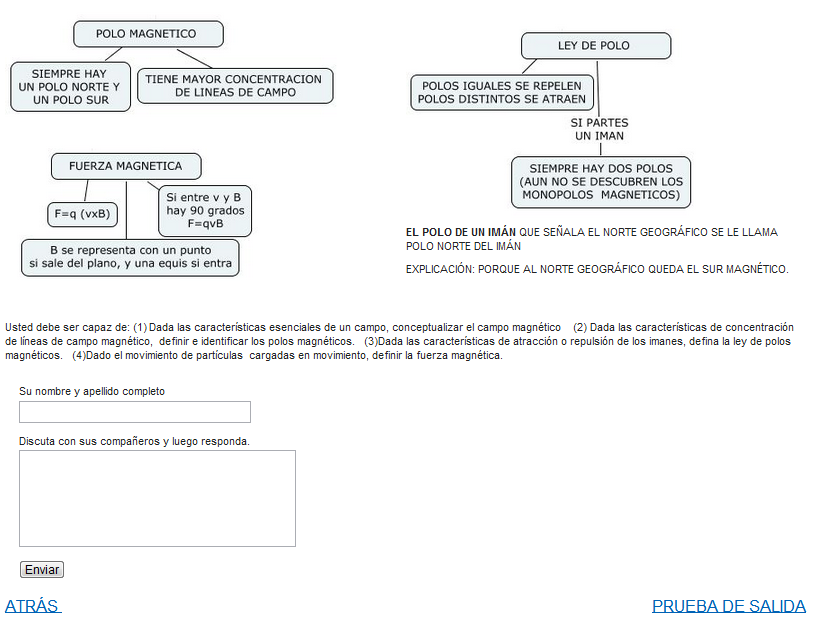 POLO MAGNETICO
SIEMPRE HAY
UN POLO NORTE Y
UN POLO SUR
TIENE MAYOR CONCENTRACION
DE LINEAS DE CAMPO
LEY DE POLO
POLOS IGUALES SE REPELEN
POLOS DISTINTOS SE ATRAEN
SI PARTES
UN IMAN
SIEMPRE HAY DOS POLOS
(AUN NO SE DESCUBREN LOS
MONOPOLOS MAGNETICOS)
FUERZA MAGNETICA
F=q (vxB)
Si entre v y B
hay 90 grados
F=qvB
B se representa con un punto
si sale del plano, y una equis si entra
EL POLO DE UN IMÁN QUE SEÑALA EL NORTE GEOGRÁFICO SE LE LLAMA
POLO NORTE DEL IMÁN
EXPLICACIÓN: PORQUE AL NORTE GEOGRÁFICO QUEDA EL SUR MAGNÉTICO.
Usted debe ser capaz de: (1) Dada las características esenciales de un campo, conceptualizar el campo magnético (2) Dada las características de concentración
de líneas de campo magnético, definir e identificar los polos magnéticos. (3)Dada las características de atracción o repulsión de los imanes, defina la ley de polos
magnéticos. (4)Dado el movimiento de partículas cargadas en movimiento, definir la fuerza magnética.
Su nombre y apellido completo
Discuta con sus compañeros y luego responda.
Enviar
ATRÁS
PRUEBA DE SALIDA